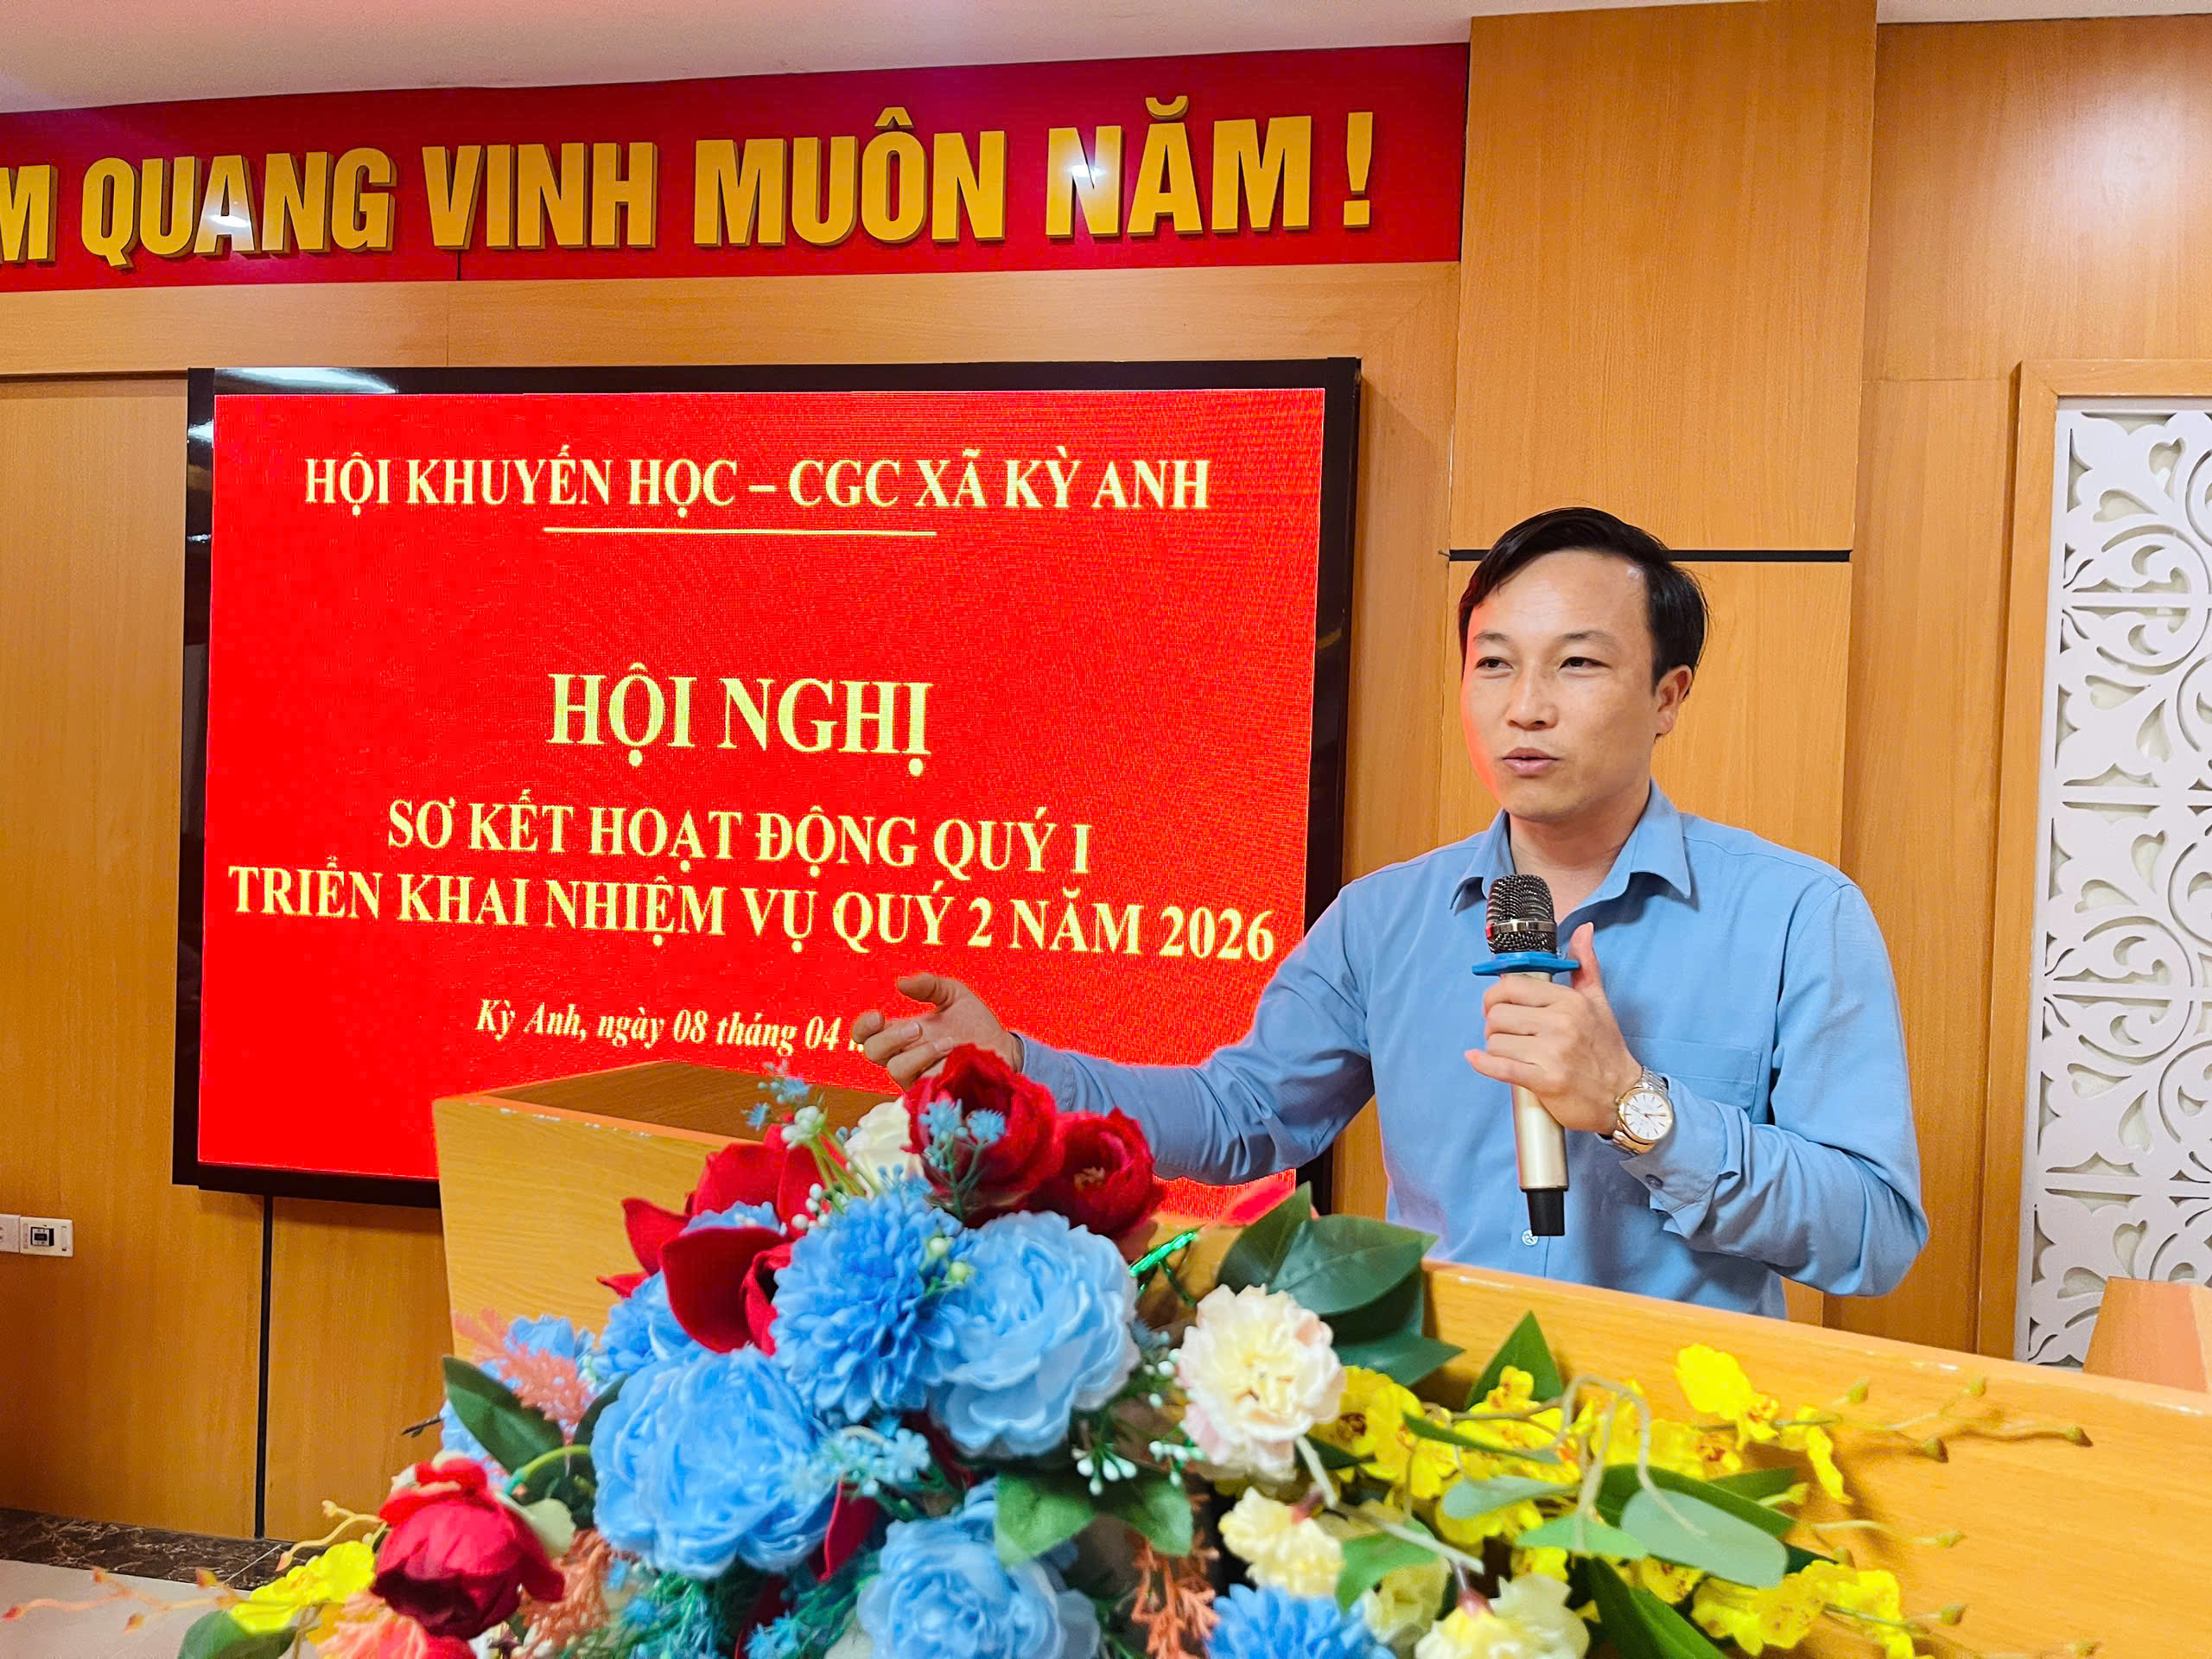 QUANG VINH MUÔN NĂM!
HỘI KHUYẾN HỌC – CGC XÃ KỲ ANH
HỘI NGHỊ
SƠ KẾT HOẠT ĐỘNG QUÝ I
TRIỂN KHAI NHIỆM VỤ QUÝ 2 NĂM 2026
Kỳ Anh, ngày 08 tháng 04